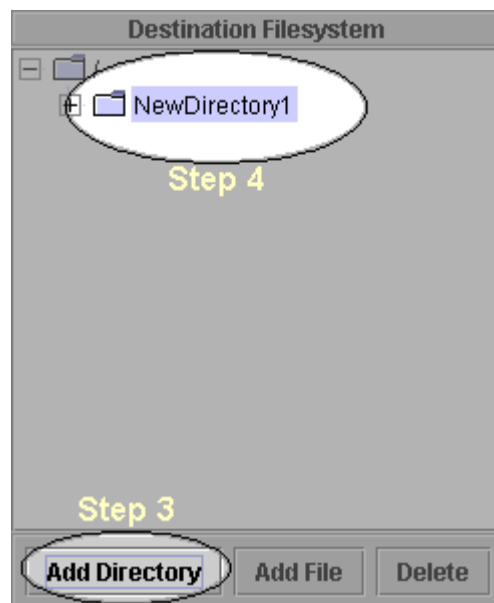 Destination Filesystem
/
NewDirectory1
Step 4
Step 3
Add Directory
Add File
Delete